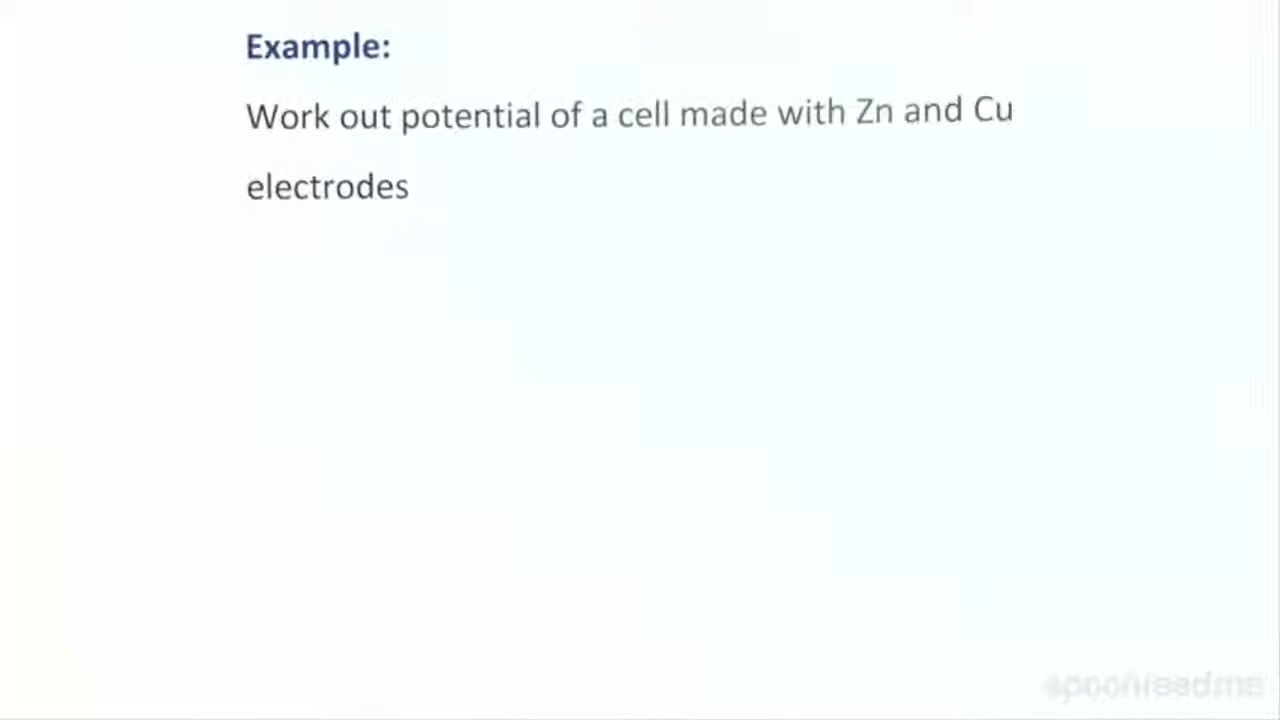 Example:
Work out potential of a cell made with Zn and Cu
electrodes